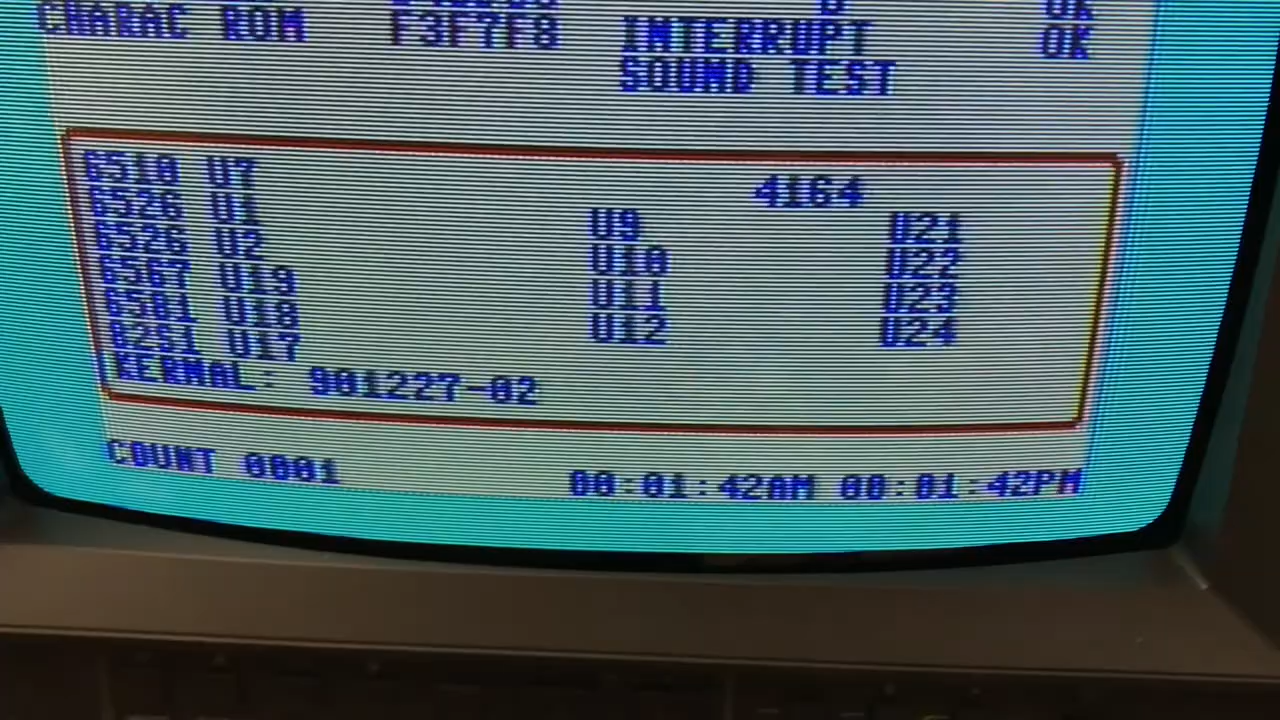 CHARAC ROM F3F7F8 INTERRUPT OK
SOUND TEST
6510 U7
4164
6526 U1 U9 U21
6526 U2 U10 U22
6567 U19 U11 U23
6581 U18 U12 U24
82S1 U17
KERNAL: 901227-02
COUNT 0001 00:01:42AM 00:01:42PM